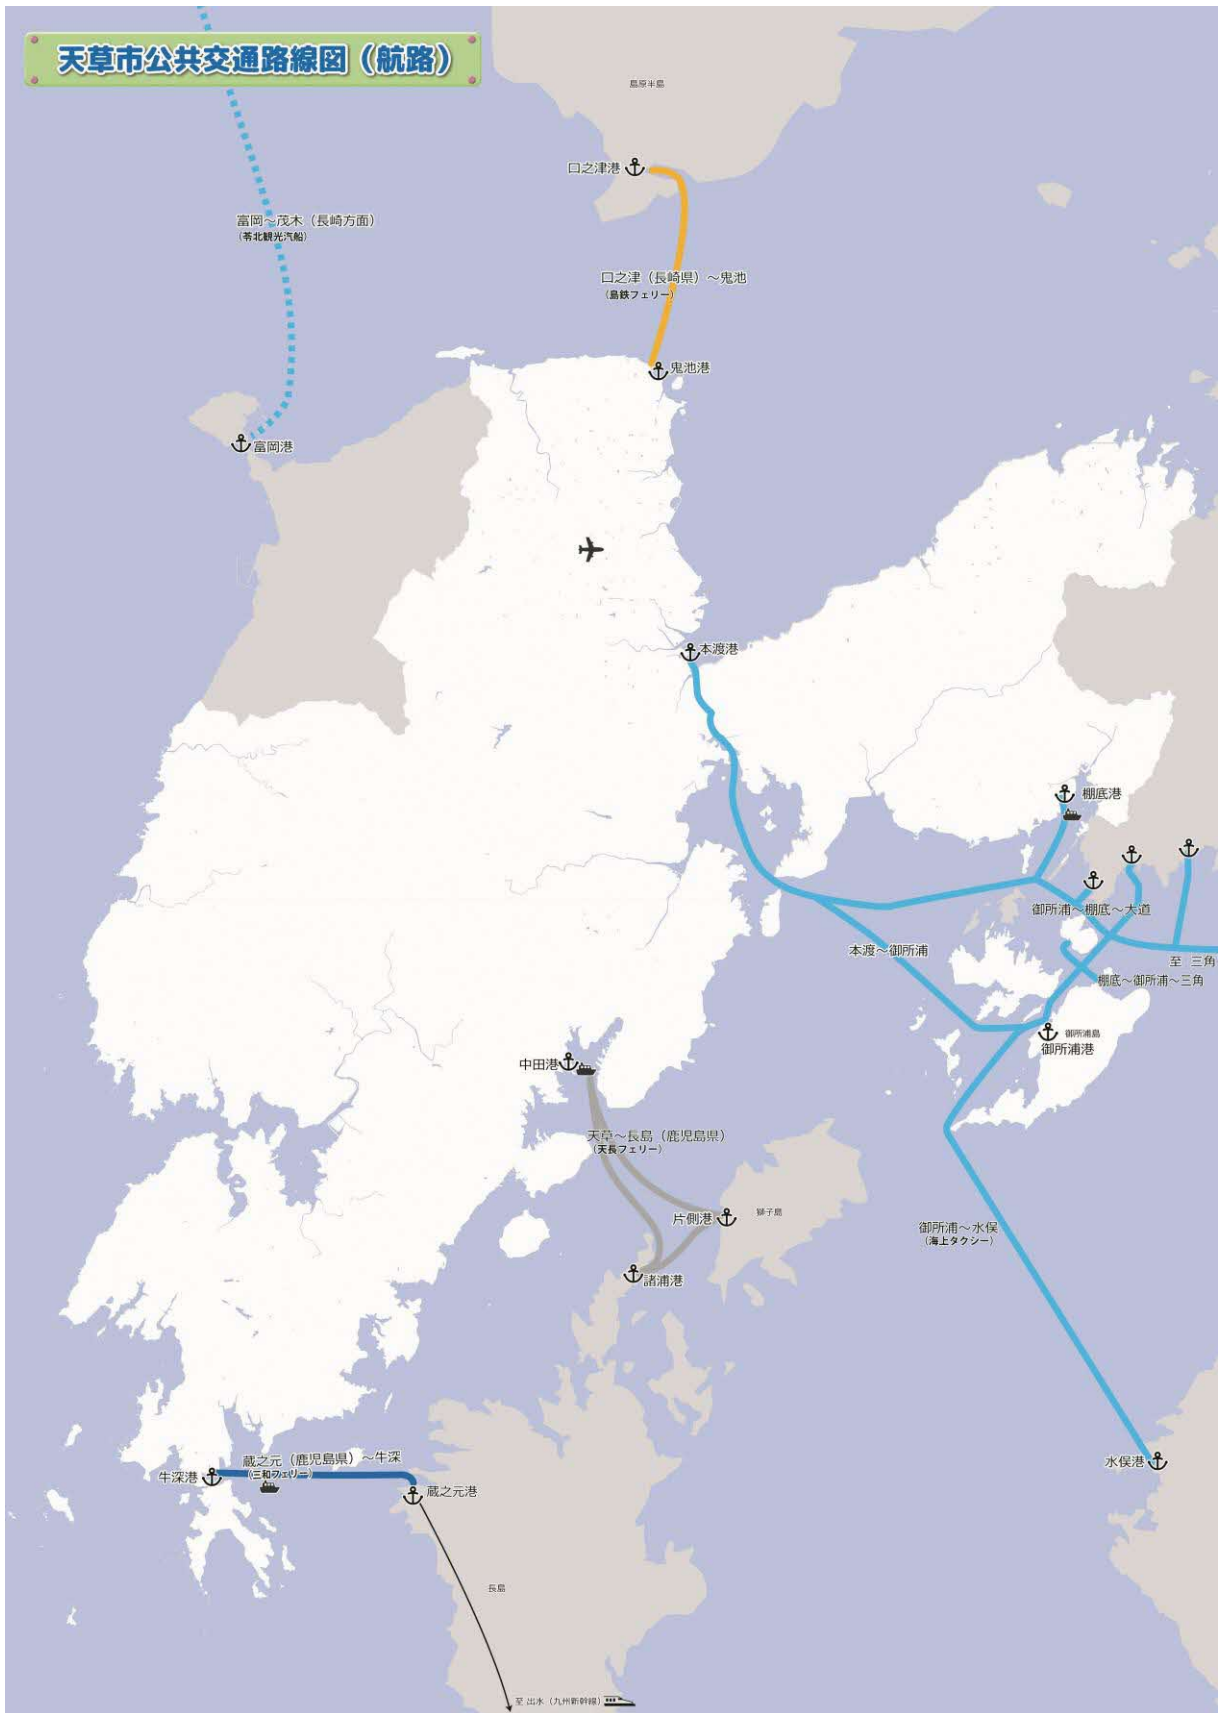 天草市公共交通路線図（航路）
島原半島
口之津港
富岡～茂木（長崎方面）
（苓北観光汽船）
口之津（長崎県）～鬼池
（島鉄フェリー）
鬼池港
富岡港
本渡港
棚底港
御所浦～棚底～大道
本渡～御所浦
至 三角
棚底～御所浦～三角
御所浦島
御所浦港
中田港
天草～長島（鹿児島県）
（天長フェリー）
片側港
獅子島
御所浦～水俣
（海上タクシー）
諸浦港
蔵之元（鹿児島県）～牛深
（三和フェリー）
牛深港
蔵之元港
水俣港
長島
至 出水（九州新幹線）